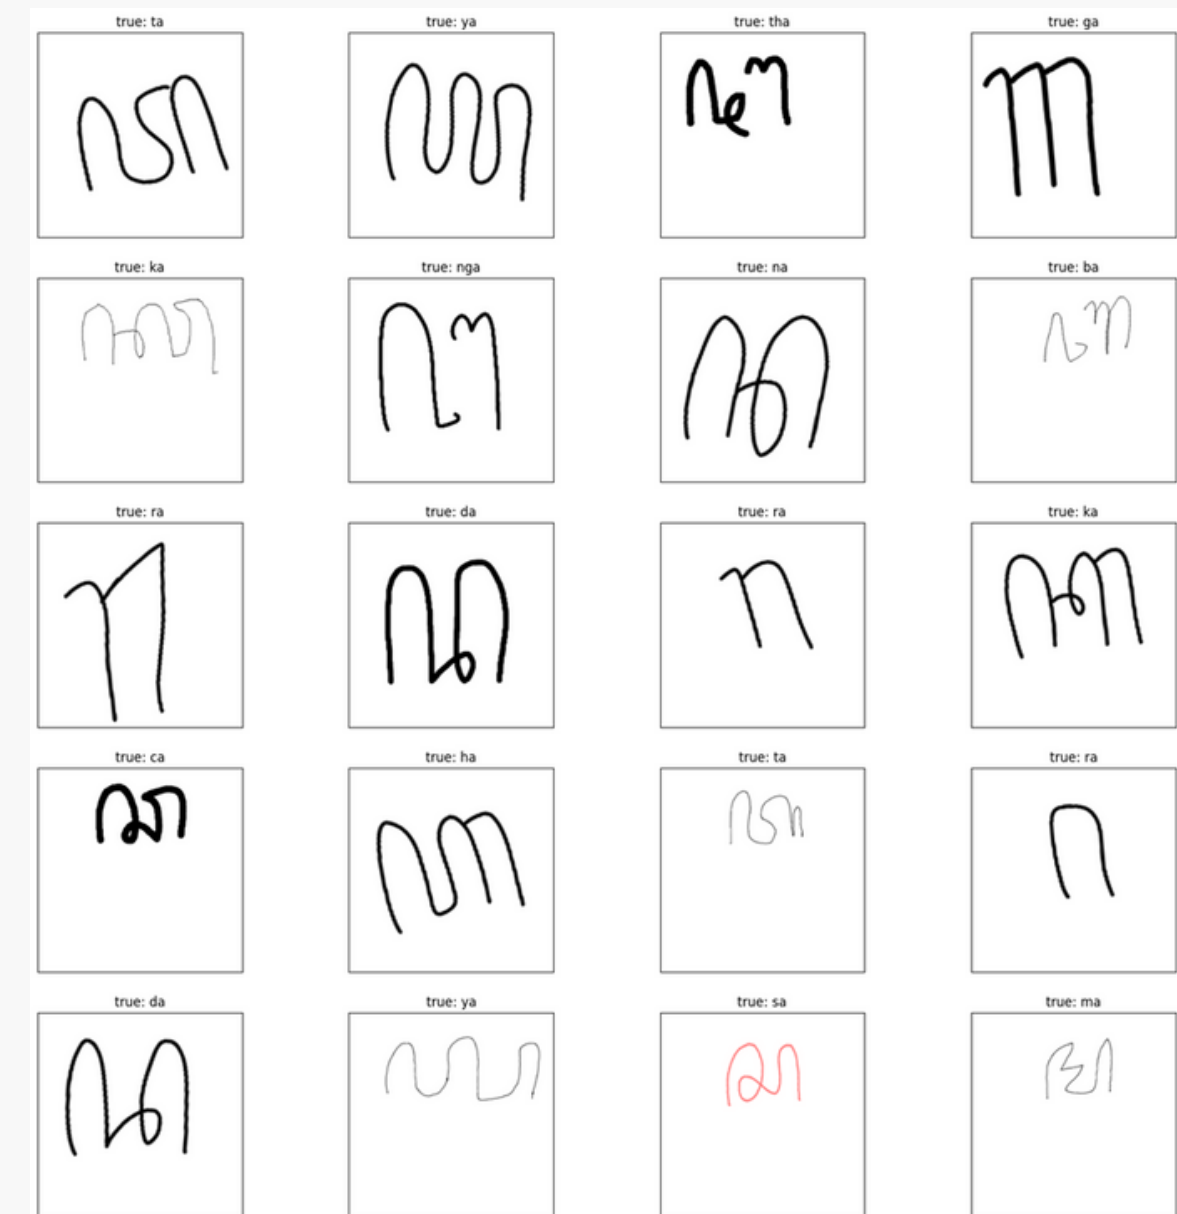 true: ta true: ya true: tha true: ga
ꦠ ꦪ ꦛ ꦒ
true: ka true: nga true: na true: ba
ꦏ ꦔ ꦤ ꦧ
true: ra true: da true: ra true: ka
ꦫ ꦢ ꦫ ꦏ
true: ca true: ha true: ta true: ra
ꦕ ꦲ ꦠ ꦫ
true: da true: ya true: sa true: ma
ꦢ ꦪ ꦱ ꦩ